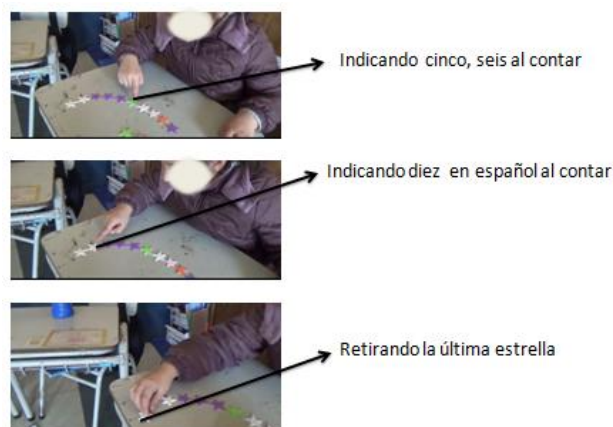 Indicando cinco, seis al contar
Indicando diez en español al contar
Retirando la última estrella